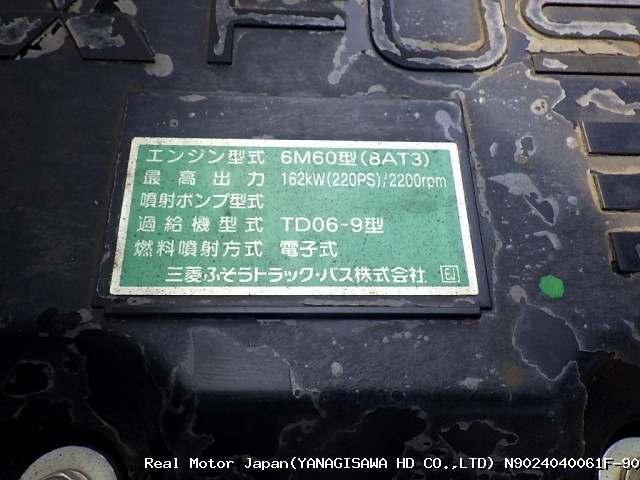 FUS
エンジン型式 6M60型(8AT3)
最高出力 162kW(220PS)/2200rpm
噴射ポンプ型式
過給機型式 TD06-9型
燃料噴射方式 電子式
三菱ふそうトラック・バス株式会社 EJ
Real Motor Japan(YANAGISAWA HD CO.,LTD) N9024040061F-90